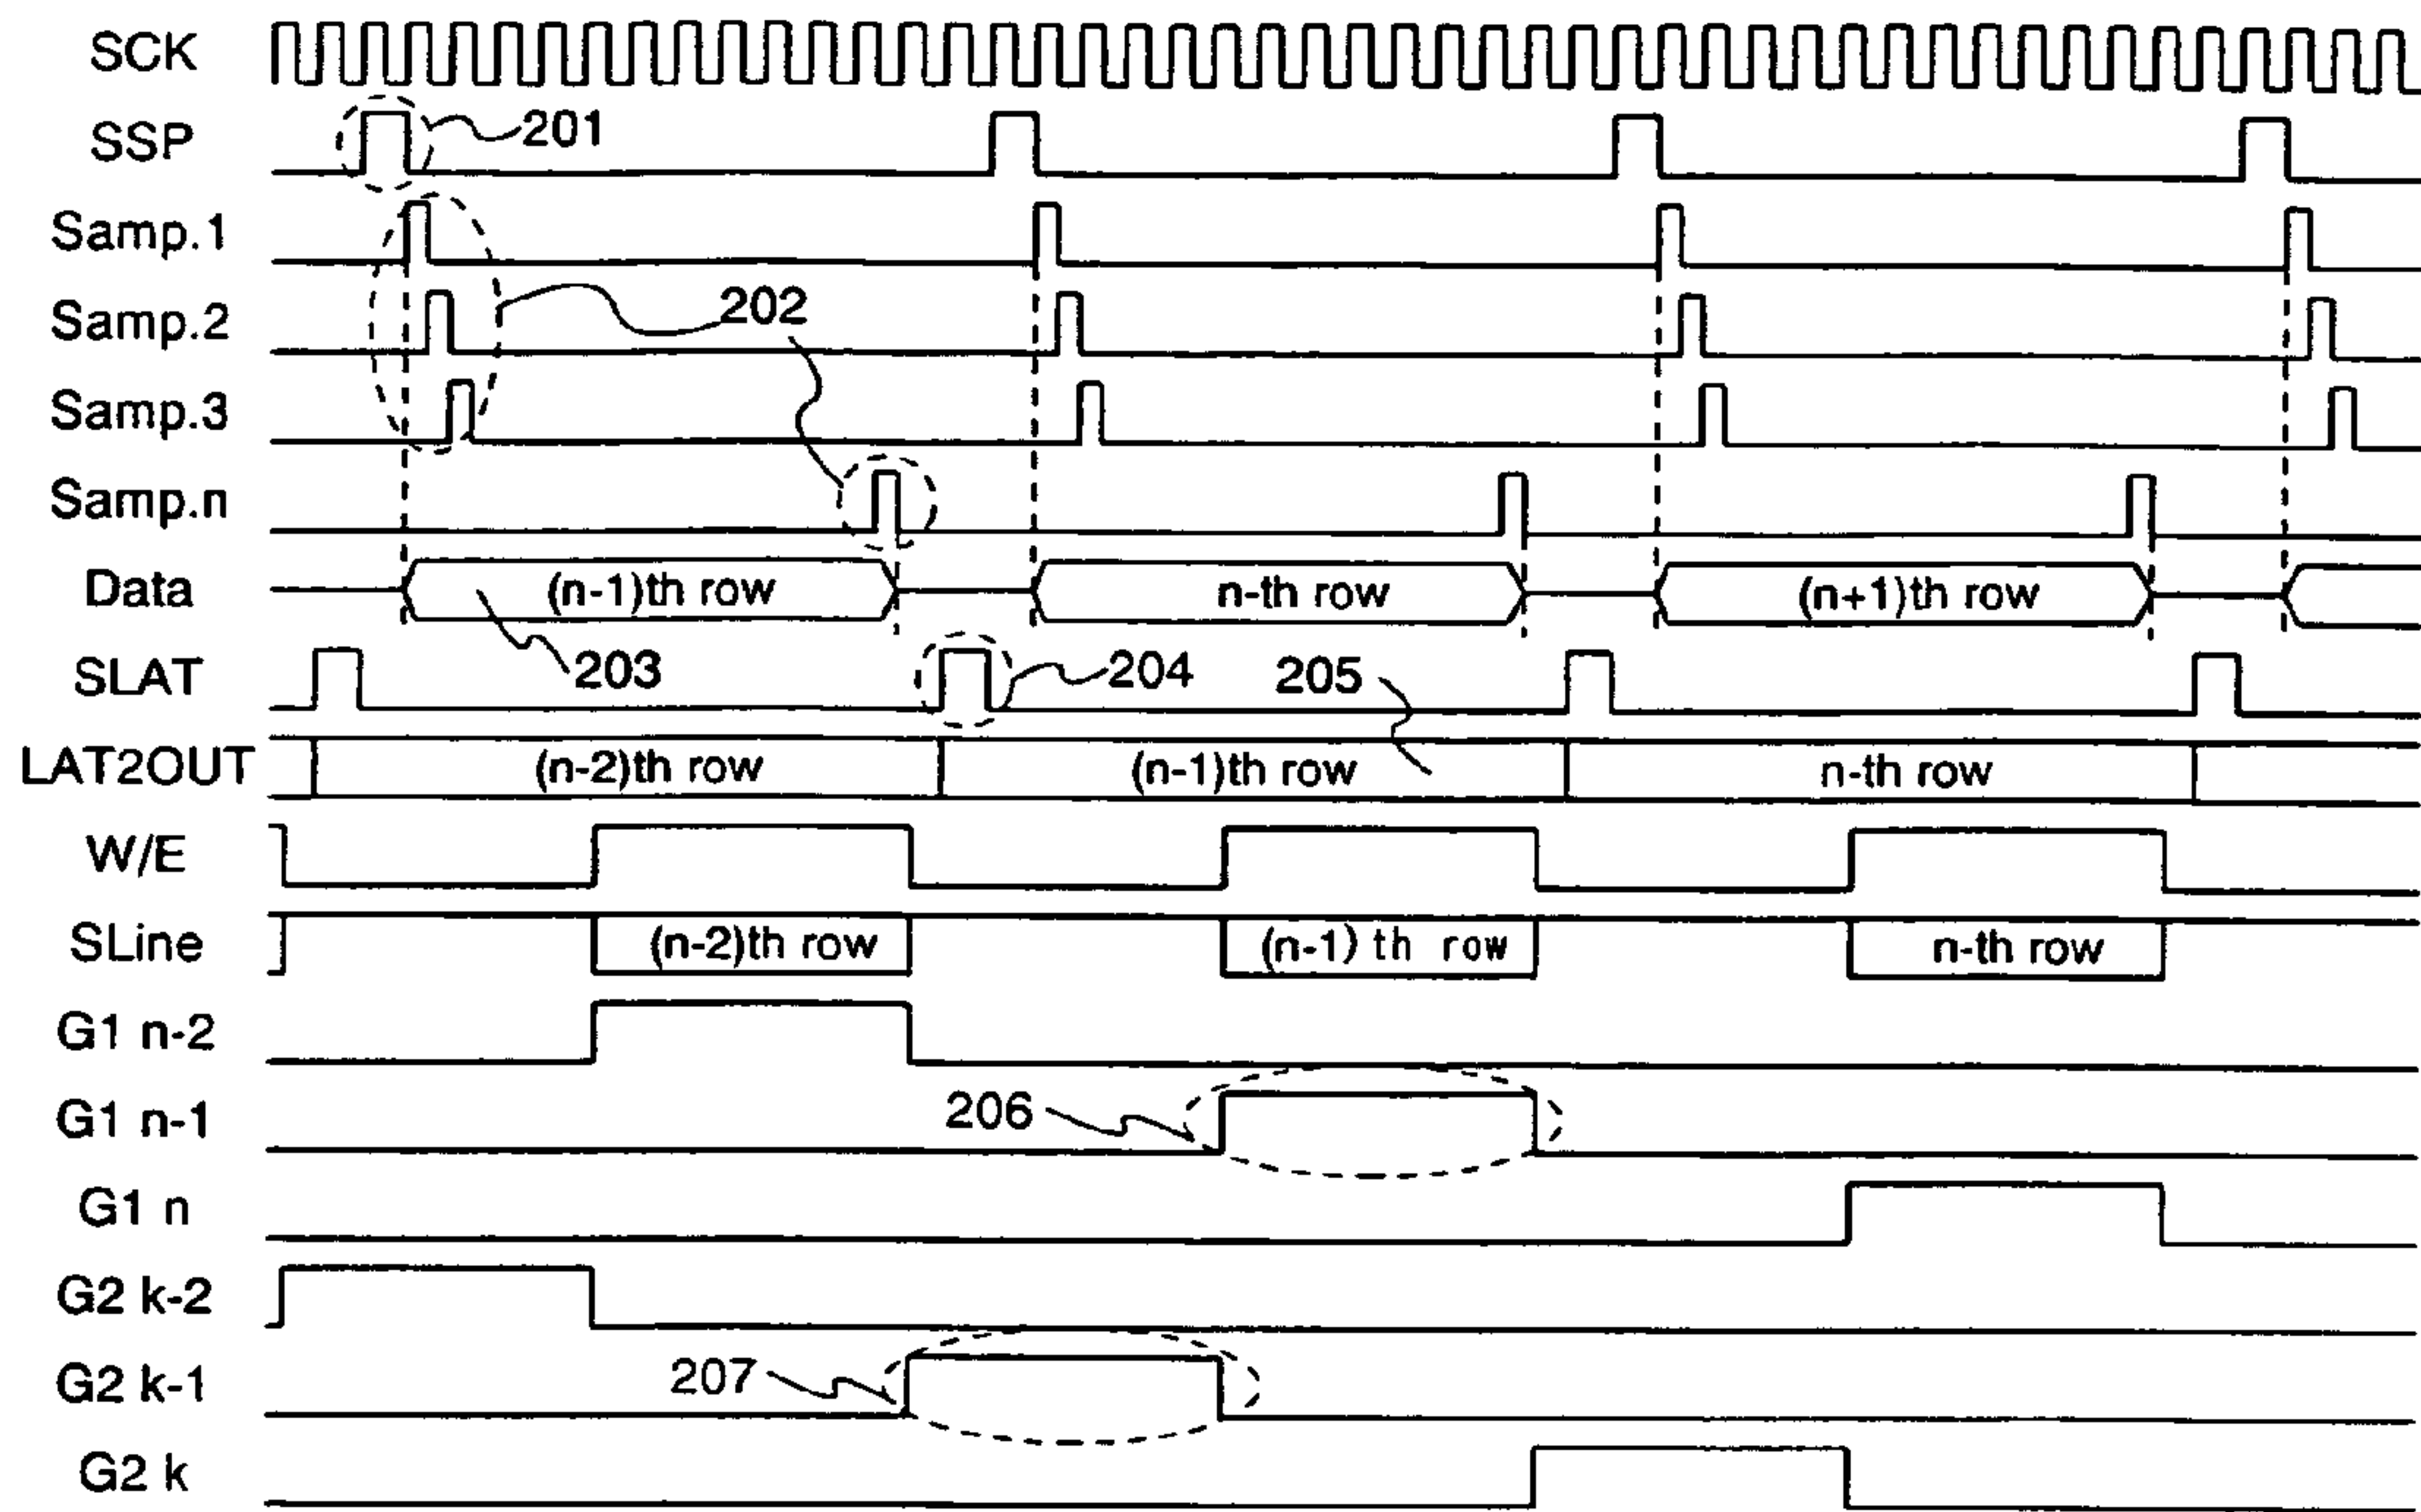 SCK
SSP 201
Samp.1
Samp.2 202
Samp.3
Samp.n
Data (n-1)th row n-th row (n+1)th row
SLAT 203 204 205
LAT2OUT (n-2)th row (n-1)th row n-th row
W/E
SLine (n-2)th row (n-1)th row n-th row
G1 n-2
G1 n-1 206
G1 n
G2 k-2
G2 k-1 207
G2 k